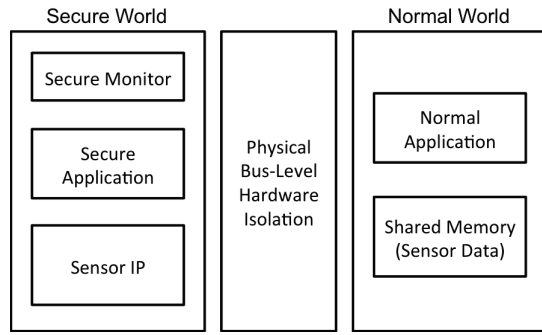 Secure World
Secure Monitor
Secure
Application
Sensor IP
Physical
Bus-Level
Hardware
Isolation
Normal World
Normal
Application
Shared Memory
(Sensor Data)